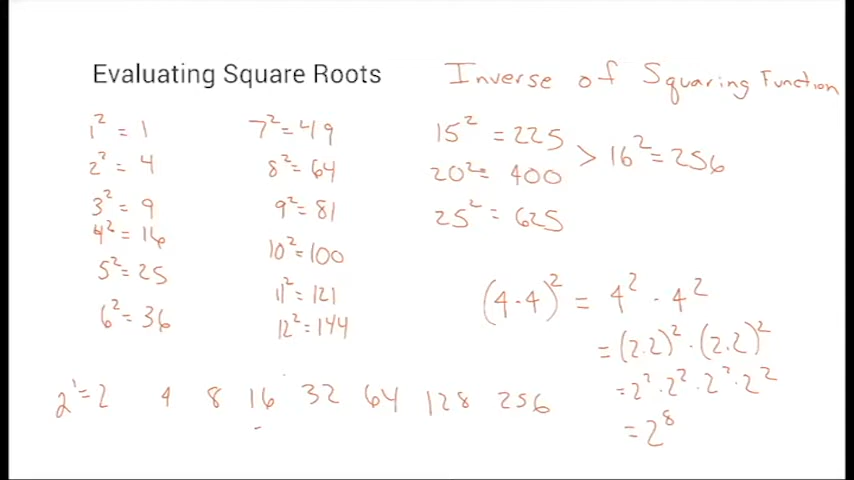 Evaluating Square Roots
Inverse of Squaring Function
1² = 1
2² = 4
3² = 9
4² = 16
5² = 25
6² = 36
7² = 49
8² = 64
9² = 81
10² = 100
11² = 121
12² = 144
15² = 225
20² = 400
25² = 625
> 16² = 256
(4·4)² = 4² · 4²
= (2·2)² · (2·2)²
= 2² · 2² · 2² · 2²
= 2⁸
2¹ = 2 4 8 16 32 64 128 256